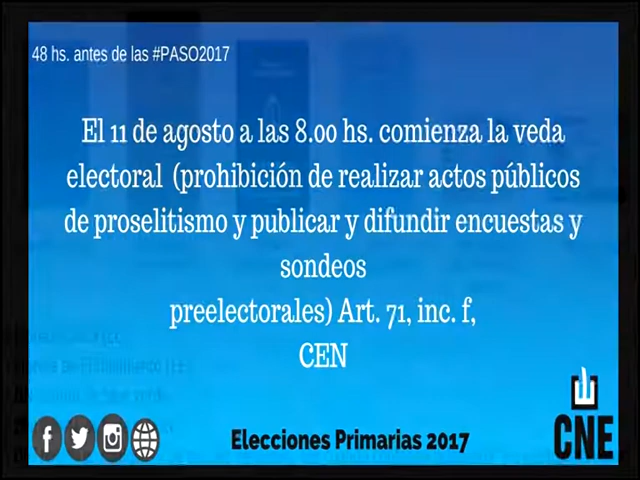 48 hs. antes de las #PASO2017
El 11 de agosto a las 8.00 hs. comienza la veda
electoral (prohibición de realizar actos públicos
de proselitismo y publicar y difundir encuestas y
sondeos
preelectorales) Art. 71, inc. f,
CEN
Elecciones Primarias 2017
CNE